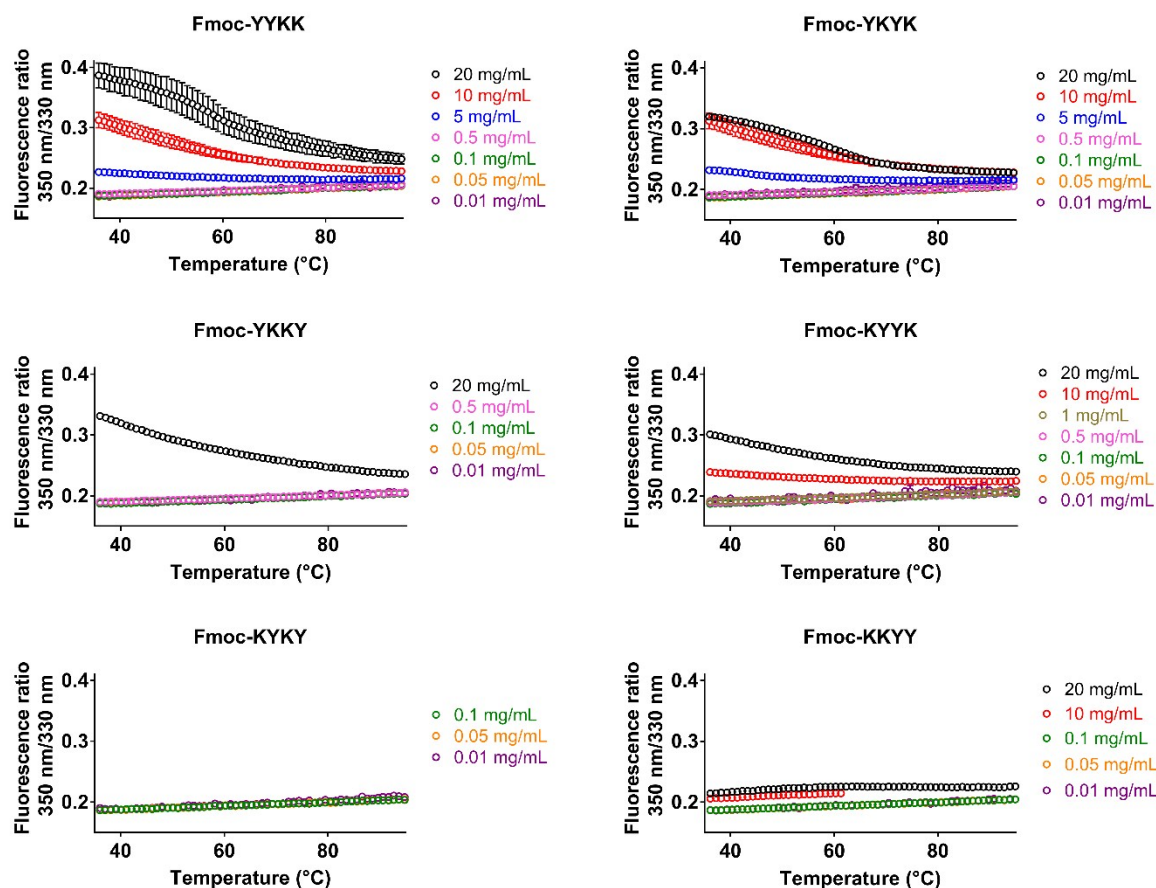 Fmoc-YYKK
Fluorescence ratio
350 nm/330 nm
0.4
0.3
0.2
40
60
80
Temperature (°C)
20 mg/mL
10 mg/mL
5 mg/mL
0.5 mg/mL
0.1 mg/mL
0.05 mg/mL
0.01 mg/mL
Fmoc-YKYK
Fluorescence ratio
350 nm/330 nm
0.4
0.3
0.2
40
60
80
Temperature (°C)
20 mg/mL
10 mg/mL
5 mg/mL
0.5 mg/mL
0.1 mg/mL
0.05 mg/mL
0.01 mg/mL
Fmoc-YKKY
Fluorescence ratio
350 nm/330 nm
0.4
0.3
0.2
40
60
80
Temperature (°C)
20 mg/mL
0.5 mg/mL
0.1 mg/mL
0.05 mg/mL
0.01 mg/mL
Fmoc-KYYK
Fluorescence ratio
350 nm/330 nm
0.4
0.3
0.2
40
60
80
Temperature (°C)
20 mg/mL
10 mg/mL
1 mg/mL
0.5 mg/mL
0.1 mg/mL
0.05 mg/mL
0.01 mg/mL
Fmoc-KYKY
Fluorescence ratio
350 nm/330 nm
0.4
0.3
0.2
40
60
80
Temperature (°C)
0.1 mg/mL
0.05 mg/mL
0.01 mg/mL
Fmoc-KKYY
Fluorescence ratio
350 nm/330 nm
0.4
0.3
0.2
40
60
80
Temperature (°C)
20 mg/mL
10 mg/mL
0.1 mg/mL
0.05 mg/mL
0.01 mg/mL